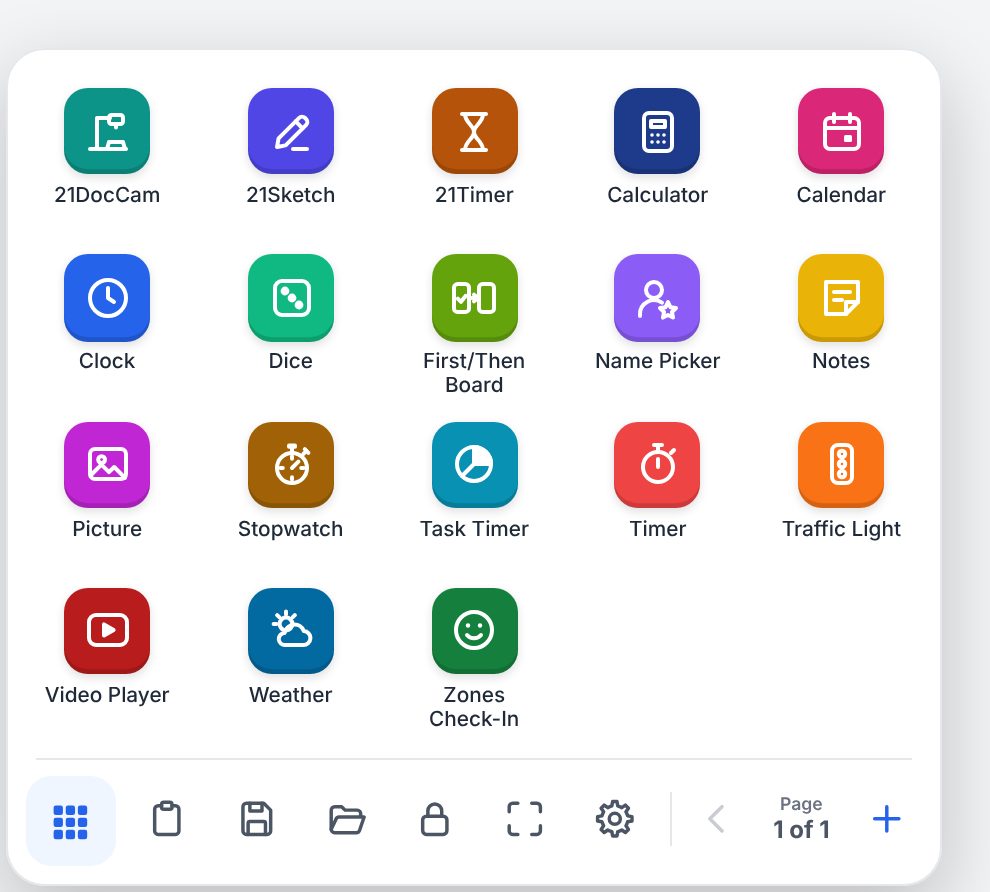 21DocCam
21Sketch
21Timer
Calculator
Calendar
Clock
Dice
First/Then
Board
Name Picker
Notes
Picture
Stopwatch
Task Timer
Timer
Traffic Light
Video Player
Weather
Zones
Check-In
Page
1 of 1